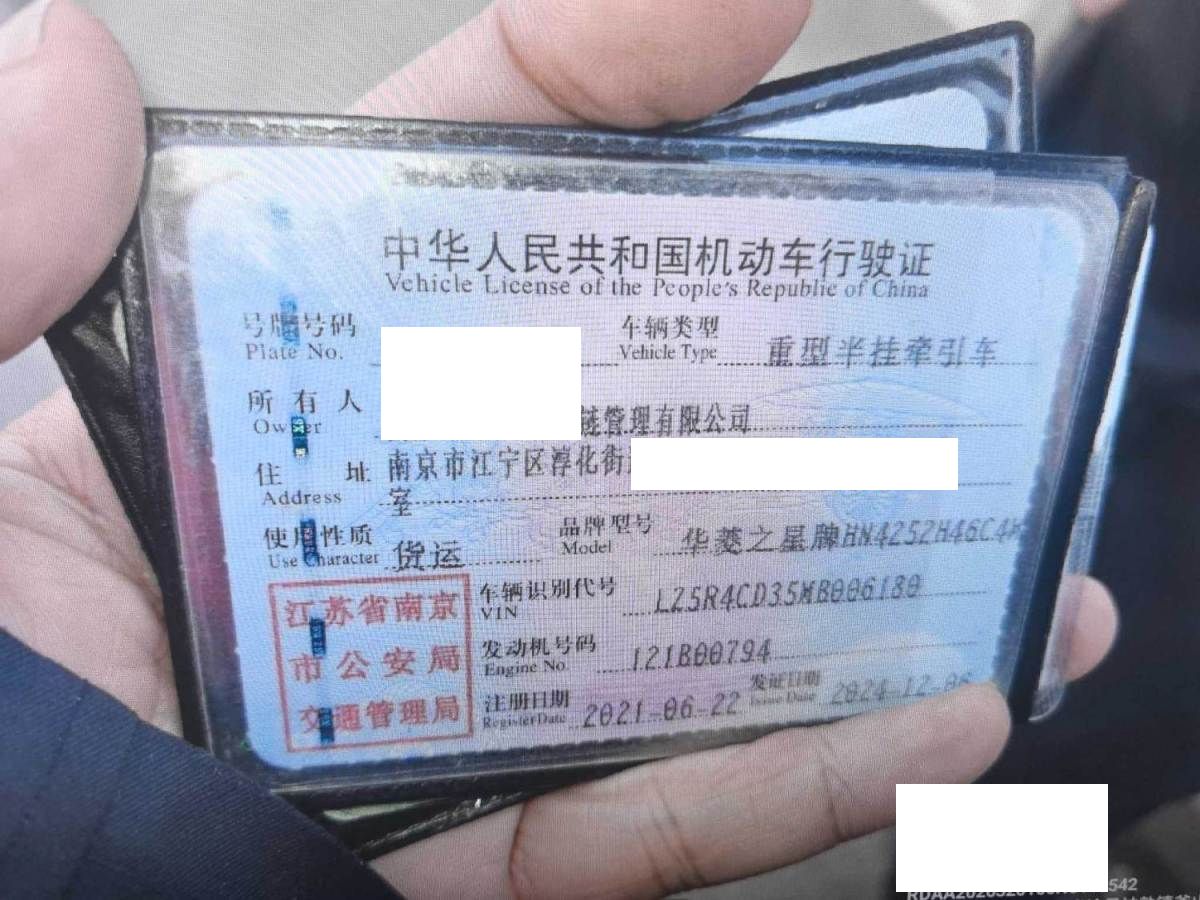 中华人民共和国机动车行驶证
Vehicle License of the People's Republic of China
号牌号码
Plate No.
车辆类型
Vehicle Type
重型半挂牵引车
所有人
Owner
链管理有限公司
住址
Address
南京市江宁区淳化街
室
使用性质
Use Character
货运
品牌型号
Model
华菱之星牌HN4252H46C4
车辆识别代号
VIN
LZ5R4CD35MB006180
发动机号码
Engine No.
121B00794
注册日期
Register Date
2021-06-22
发证日期
Issue Date
2024-12-06
江苏省南京
市公安局
交通管理局
542